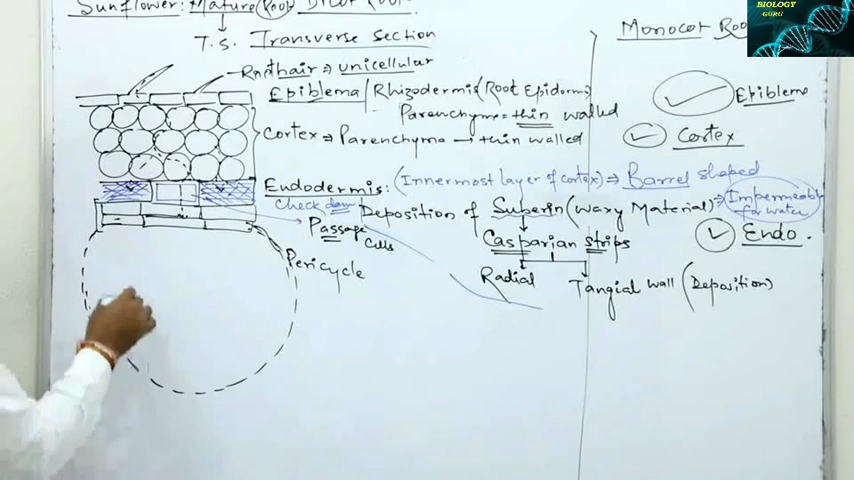 Sunflower: Mature Root Dicot Root
T.S. Transverse section
Root hair ⇒ unicellular
Epiblema / Rhizodermis (Root Epidermis)
Parenchyma = thin walled
Cortex ⇒ Parenchyma → thin walled
Endodermis: (Innermost layer of cortex) ⇒ Barrel shaped
Check dam
Deposition of Suberin (Waxy Material) ⇒ Impermeable for water
Passage cells
Casparian strips
Pericycle
Radial
Tangial wall (Deposition)
Monocot Root
Epiblema
Cortex
Endo.
BIOLOGY
GURU